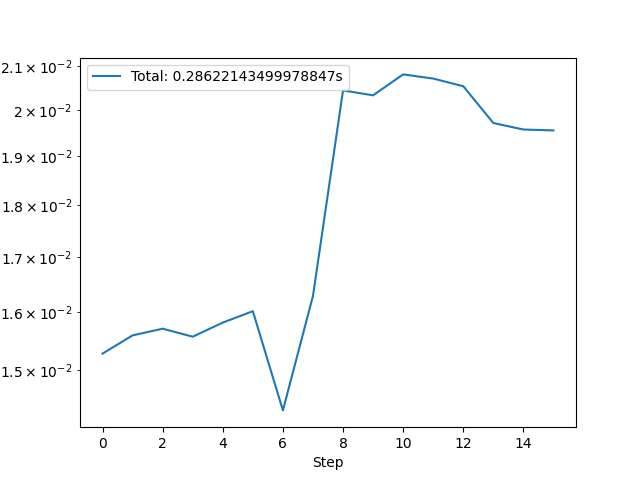 Total: 0.28622143499978847s
2.1 × 10⁻²
2 × 10⁻²
1.9 × 10⁻²
1.8 × 10⁻²
1.7 × 10⁻²
1.6 × 10⁻²
1.5 × 10⁻²
0 2 4 6 8 10 12 14
Step